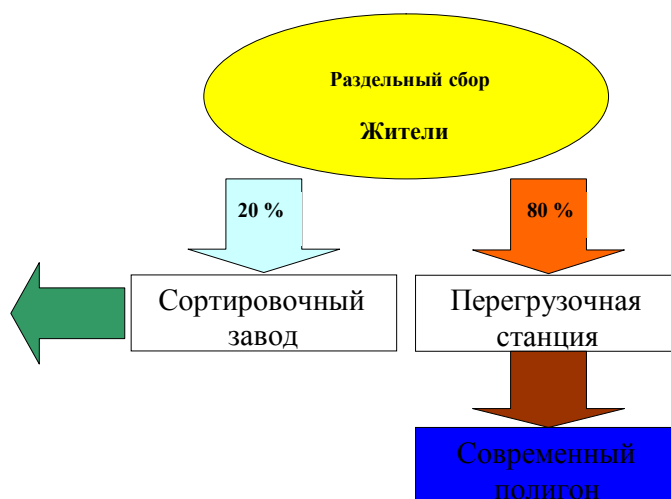 Раздельный сбор
Жители
20 %
80 %
Сортировочный
завод
Перегрузочная
станция
Современный
полигон